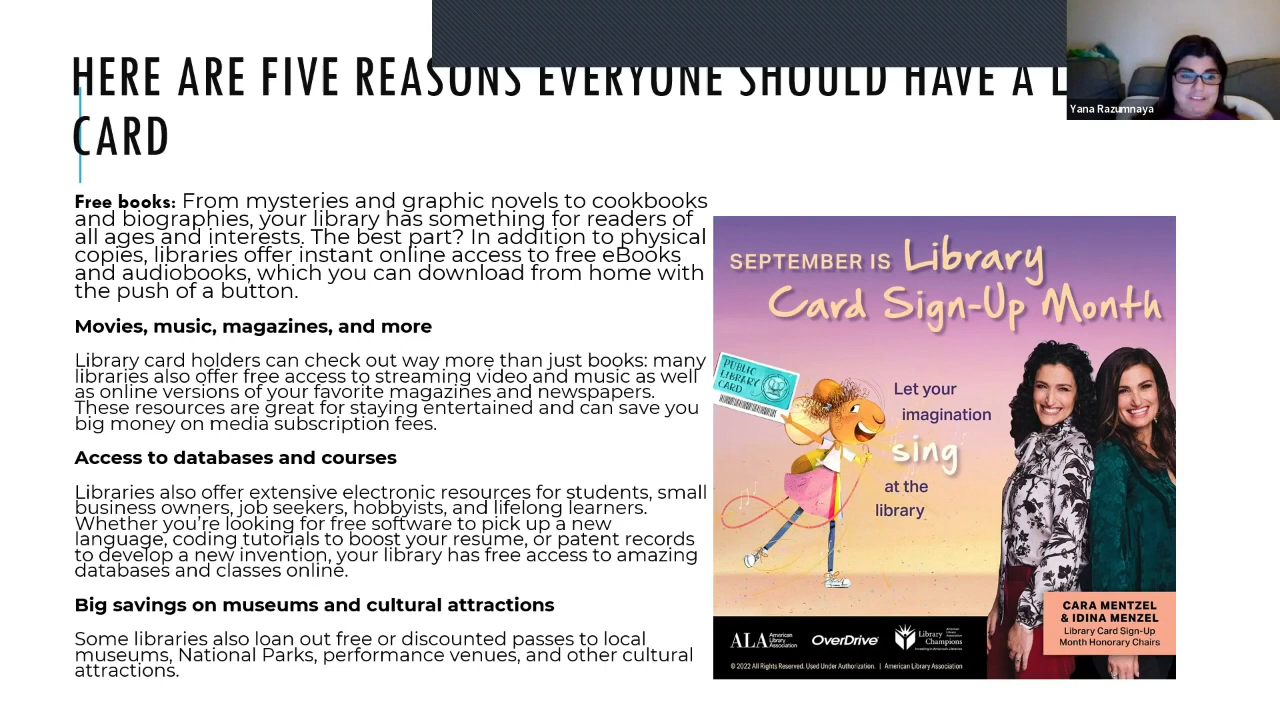 HERE ARE FIVE REASONS EVERYONE SHOULD HAVE A L
CARD
Yana Razumnaya
Free books: From mysteries and graphic novels to cookbooks
and biographies, your library has something for readers of
all ages and interests. The best part? In addition to physical
copies, libraries offer instant online access to free eBooks
and audiobooks, which you can download from home with
the push of a button.
Movies, music, magazines, and more
Library card holders can check out way more than just books: many
libraries also offer free access to streaming video and music as well
as online versions of your favorite magazines and newspapers.
These resources are great for staying entertained and can save you
big money on media subscription fees.
Access to databases and courses
Libraries also offer extensive electronic resources for students, small
business owners, job seekers, hobbyists, and lifelong learners.
Whether you're looking for free software to pick up a new
language, coding tutorials to boost your resume, or patent records
to develop a new invention, your library has free access to amazing
databases and classes online.
Big savings on museums and cultural attractions
Some libraries also loan out free or discounted passes to local
museums, National Parks, performance venues, and other cultural
attractions.
SEPTEMBER IS Library
Card Sign-Up Month
PUBLIC
LIBRARY
CARD
Let your
imagination
sing
at the
library
CARA MENTZEL
& IDINA MENZEL
Library Card Sign-Up
Month Honorary Chairs
ALA American
Library
Association
OverDrive
Library
Champions
American
Library
Association
Investing in America's Libraries
© 2022 All Rights Reserved. Used Under Authorization. | American Library Association